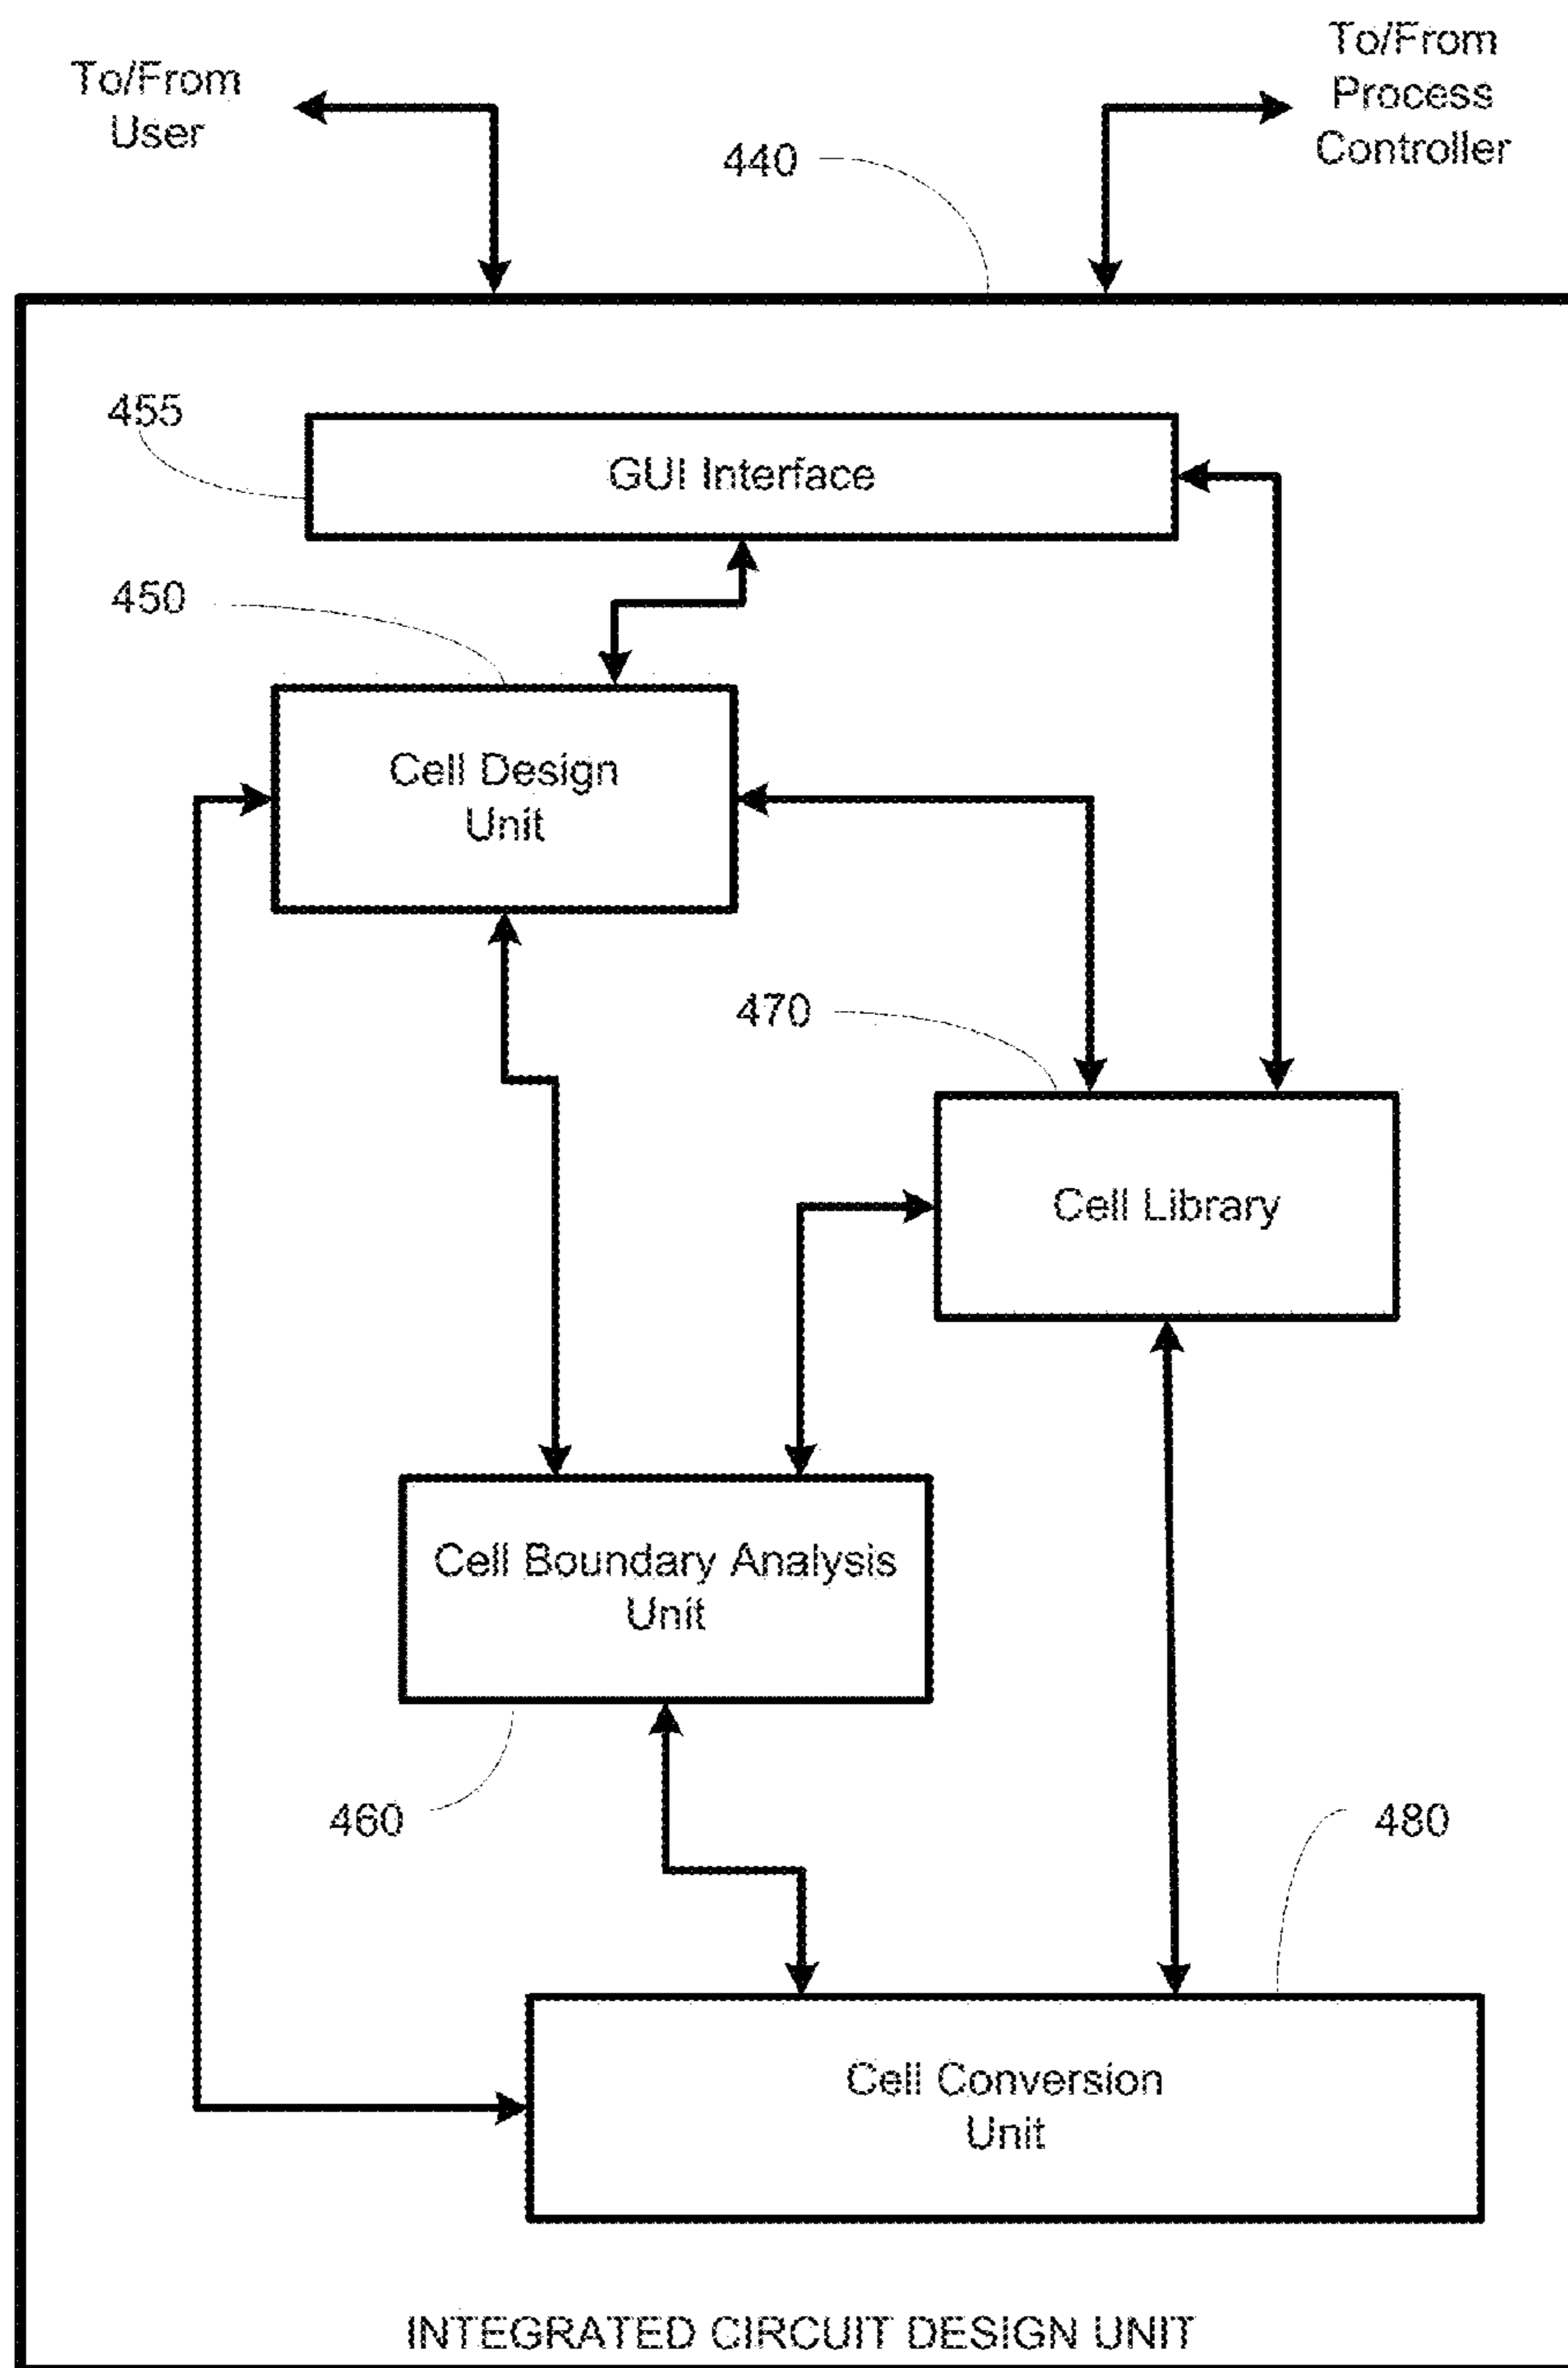 To/From
User
To/From
Process
Controller
440
455
GUI Interface
450
Cell Design
Unit
470
Cell Library
Cell Boundary Analysis
Unit
460
480
Cell Conversion
Unit
INTEGRATED CIRCUIT DESIGN UNIT